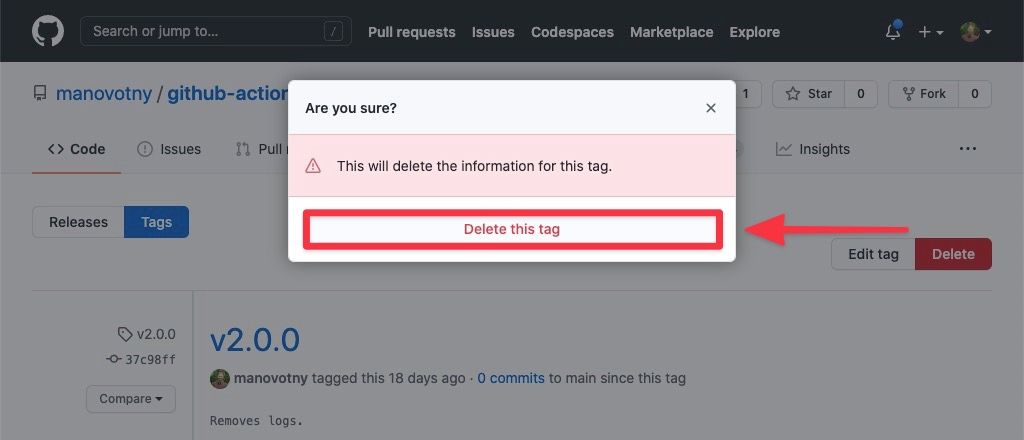 Search or jump to... / Pull requests Issues Codespaces Marketplace Explore
manovotny / github-action
1 Star 0 Fork 0
Are you sure?
Code Issues Pull Insights
This will delete the information for this tag.
Releases Tags
Delete this tag
Edit tag Delete
v2.0.0
37c98ff
Compare
v2.0.0
manovotny tagged this 18 days ago · 0 commits to main since this tag
Removes logs.